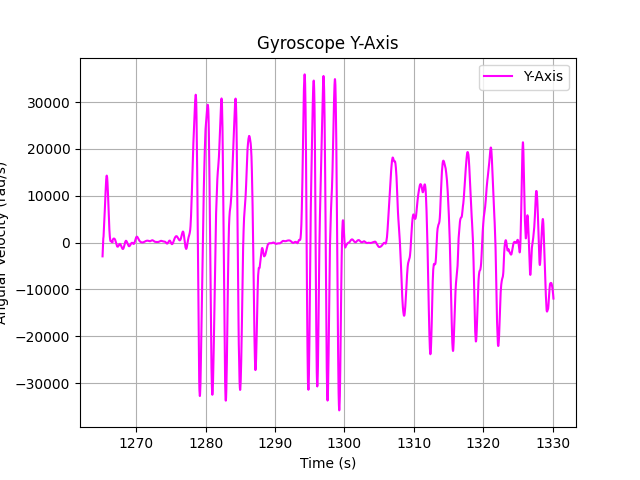 Gyroscope Y-Axis
Y-Axis
30000
20000
10000
0
−10000
−20000
−30000
1270 1280 1290 1300 1310 1320 1330
Time (s)
Angular Velocity (rad/s)